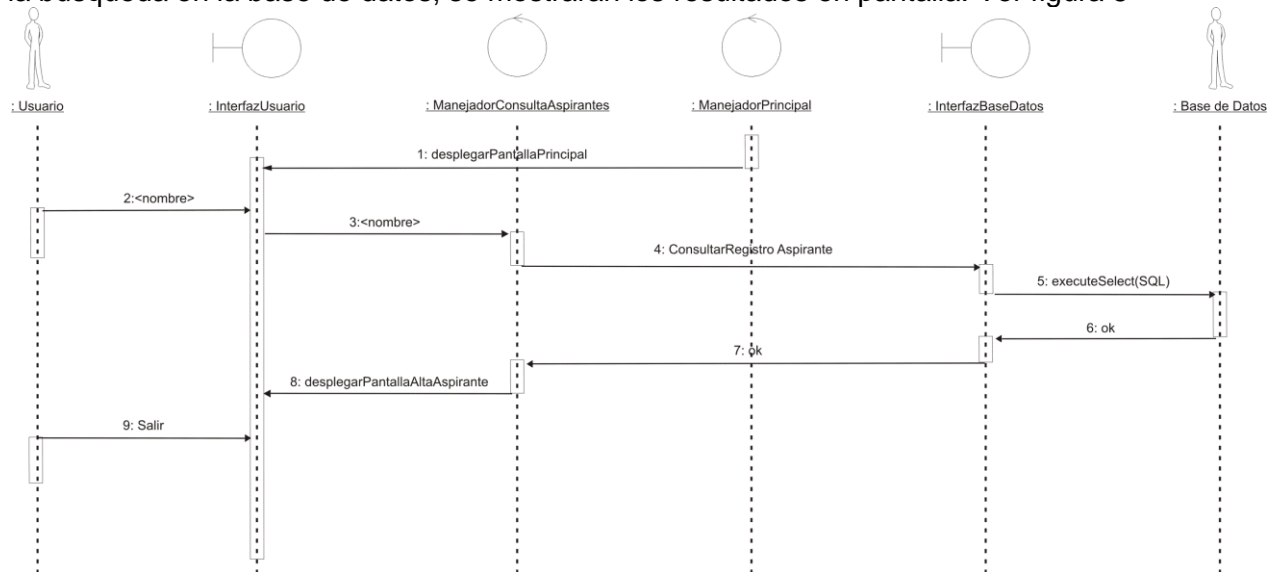 la búsqueda en la base de datos, se mostrarán los resultados en pantalla. Ver figura 3
: Usuario
: InterfazUsuario
: ManejadorConsultaAspirantes
: ManejadorPrincipal
: InterfazBaseDatos
: Base de Datos
1: desplegarPantallaPrincipal
2:<nombre>
3:<nombre>
4: ConsultarRegistro Aspirante
5: executeSelect(SQL)
6: ok
7: ok
8: desplegarPantallaAltaAspirante
9: Salir